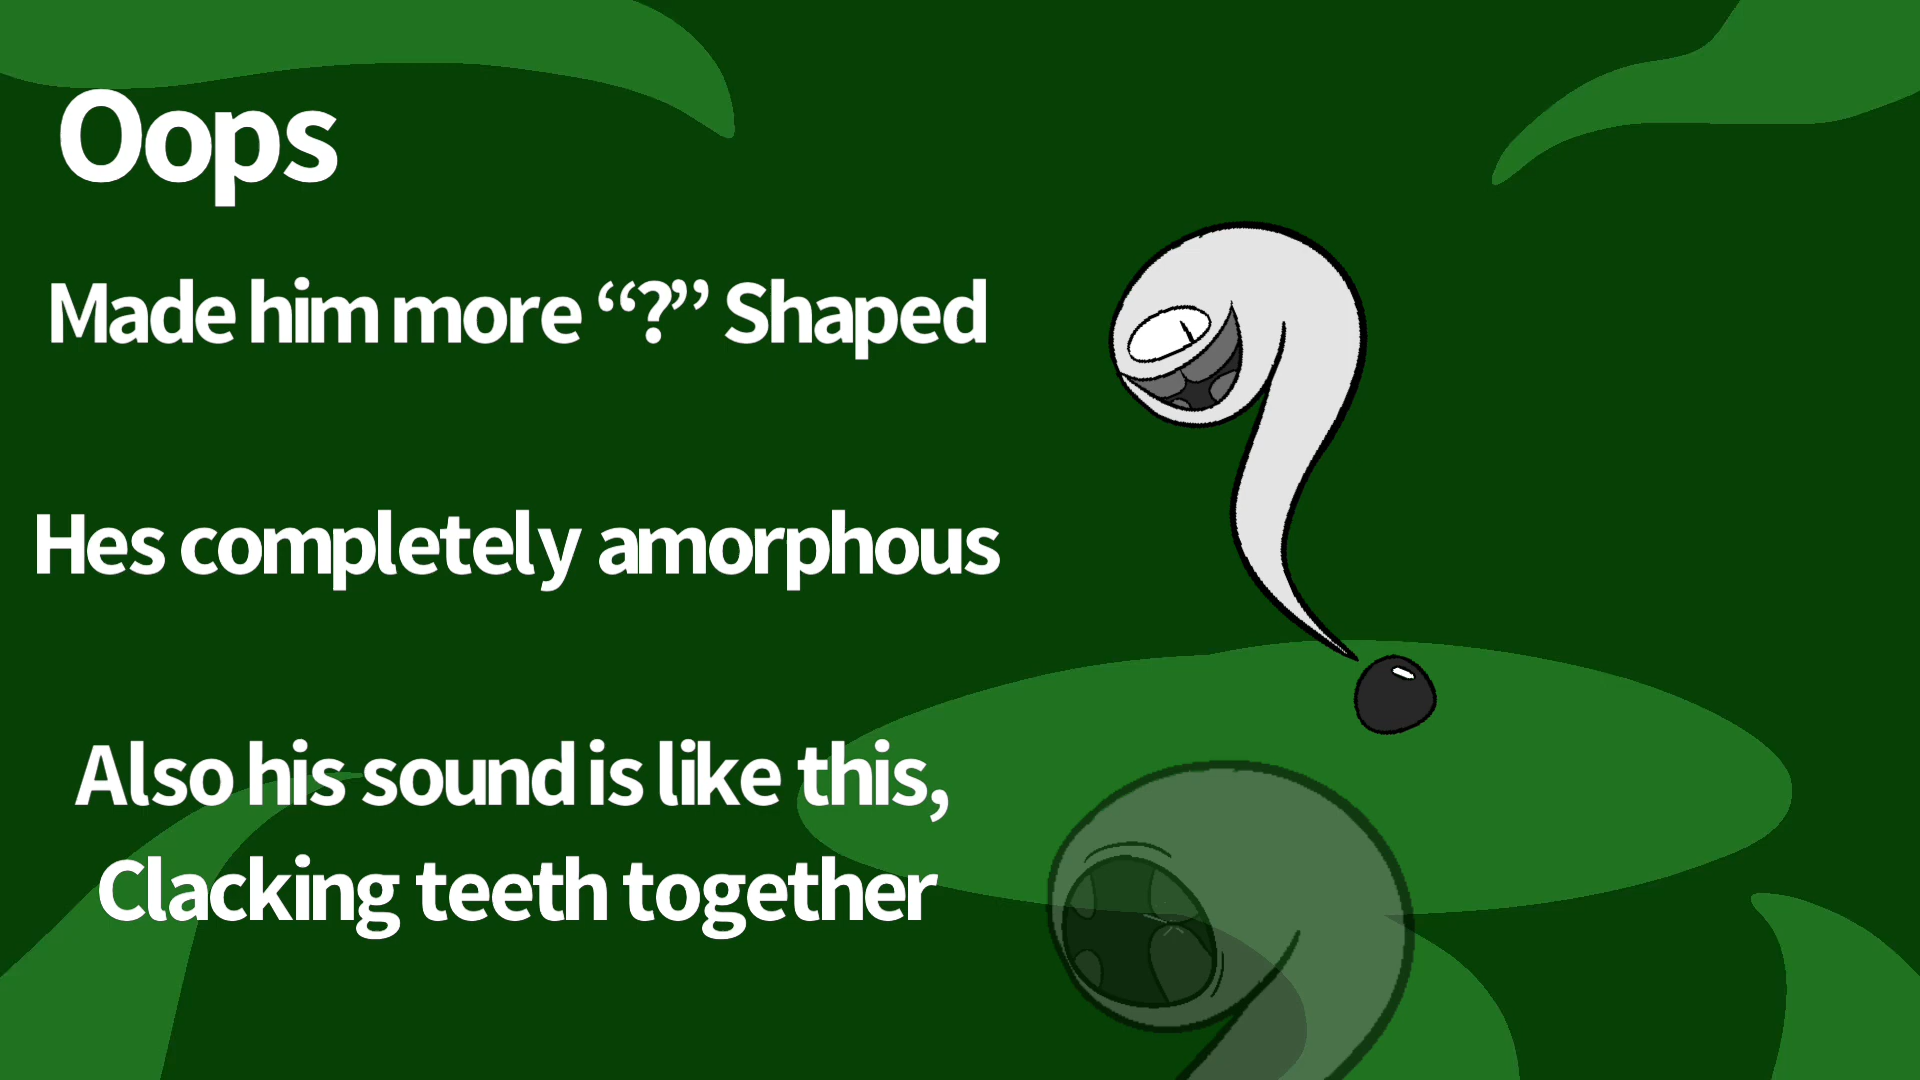 Oops
Made him more “?” Shaped
Hes completely amorphous
Also his sound is like this,
Clacking teeth together